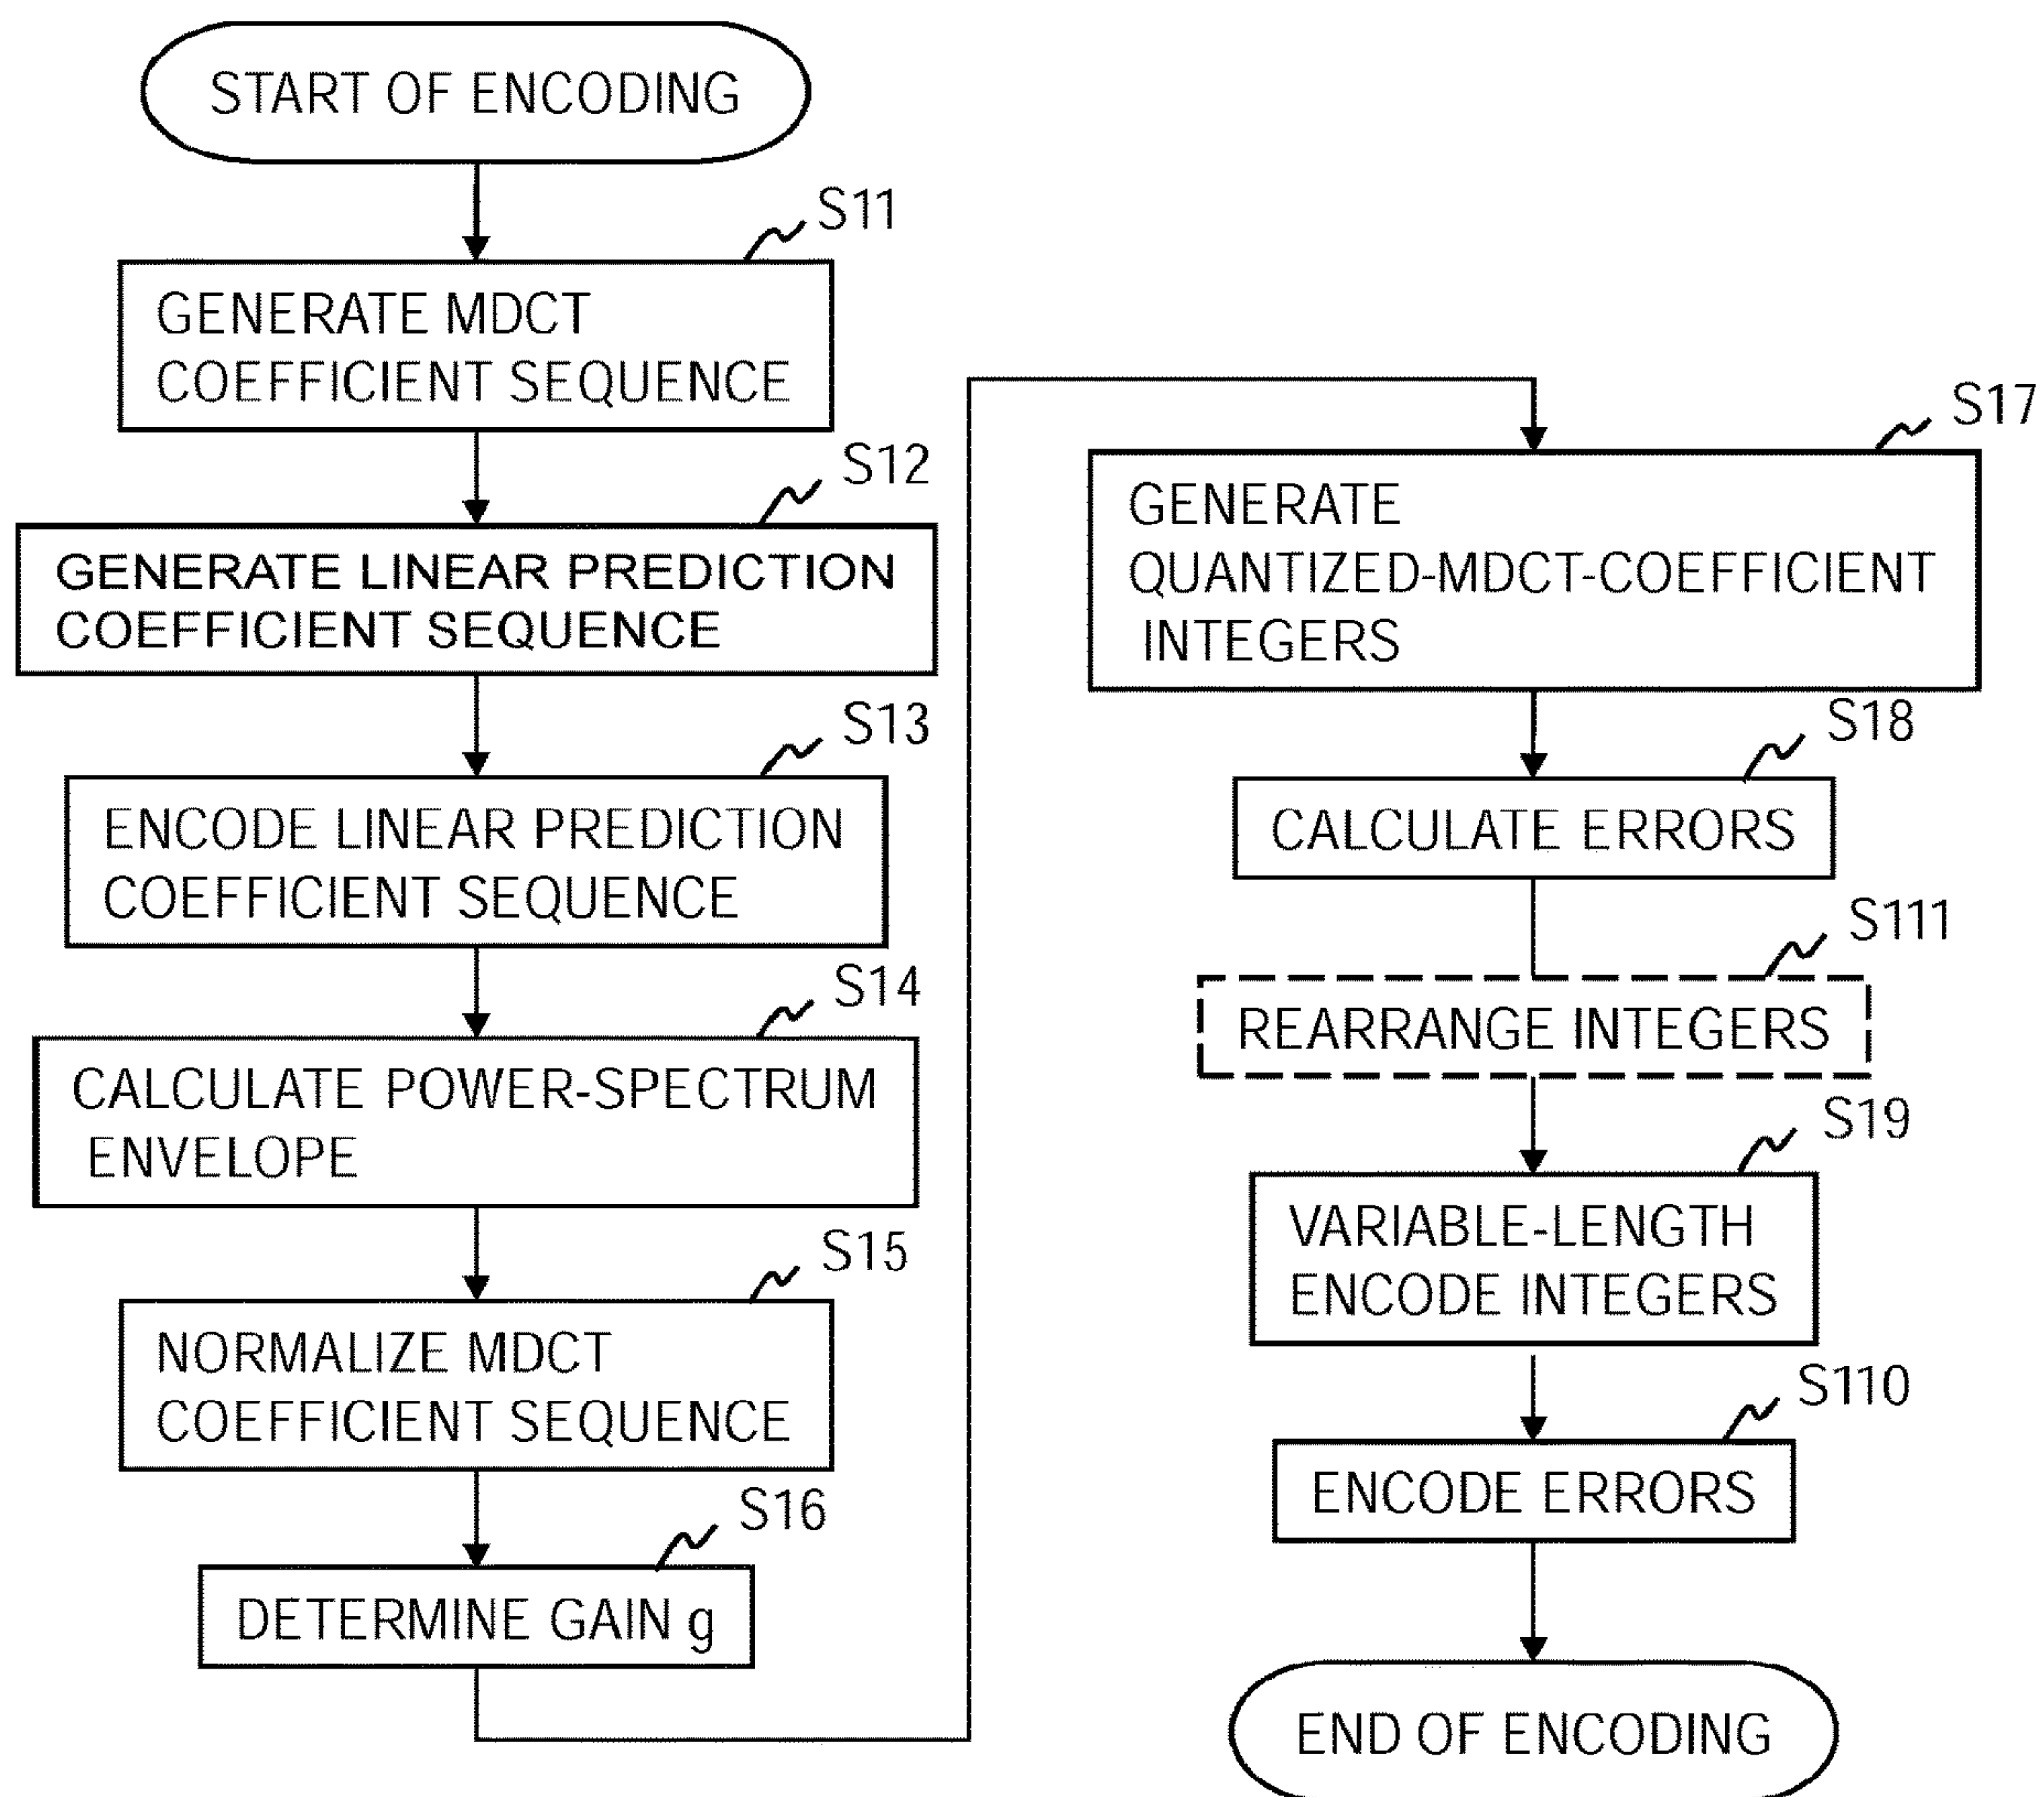 START OF ENCODING
S11
GENERATE MDCT
COEFFICIENT SEQUENCE
S12
GENERATE LINEAR PREDICTION
COEFFICIENT SEQUENCE
S13
ENCODE LINEAR PREDICTION
COEFFICIENT SEQUENCE
S14
CALCULATE POWER-SPECTRUM
ENVELOPE
S15
NORMALIZE MDCT
COEFFICIENT SEQUENCE
S16
DETERMINE GAIN g
S17
GENERATE
QUANTIZED-MDCT-COEFFICIENT
INTEGERS
S18
CALCULATE ERRORS
S111
REARRANGE INTEGERS
S19
VARIABLE-LENGTH
ENCODE INTEGERS
S110
ENCODE ERRORS
END OF ENCODING